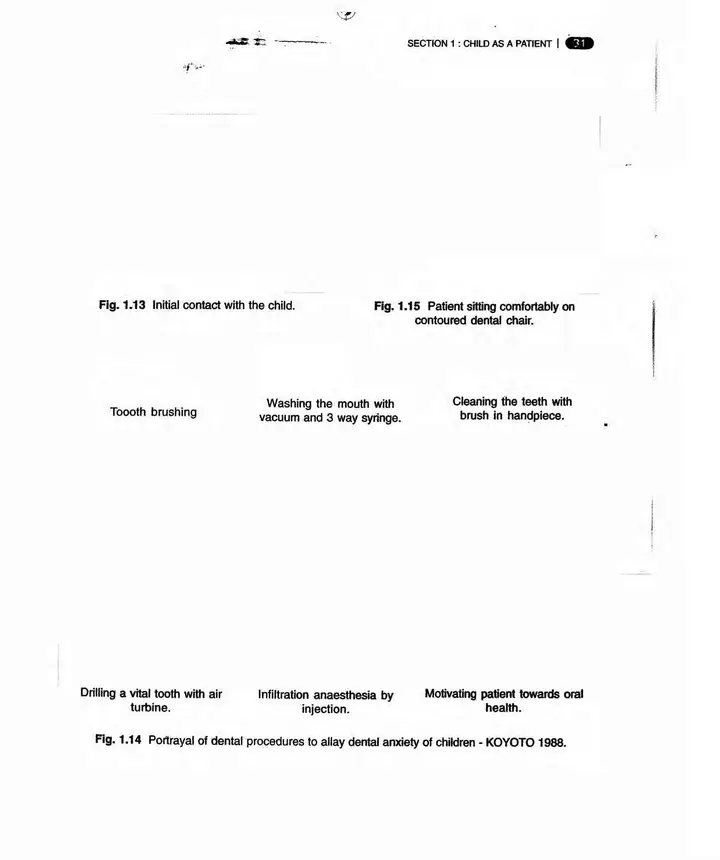 SECTION 1 : CHILD AS A PATIENT | 31
Fig. 1.13 Initial contact with the child.
Fig. 1.15 Patient sitting comfortably on
contoured dental chair.
Toooth brushing
Washing the mouth with
vacuum and 3 way syringe.
Cleaning the teeth with
brush in handpiece.
Drilling a vital tooth with air
turbine.
Infiltration anaesthesia by
injection.
Motivating patient towards oral
health.
Fig. 1.14 Portrayal of dental procedures to allay dental anxiety of children - KOYOTO 1988.